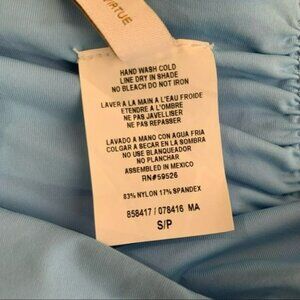 VIRTUE
HAND WASH COLD
LINE DRY IN SHADE
NO BLEACH DO NOT IRON
LAVER A LA MAIN A L'EAU FROIDE
ETENDRE A L'OMBRE
NE PAS JAVELLISER
NE PAS REPASSER
LAVADO A MANO CON AGUA FRIA
COLGAR A SECAR EN LA SOMBRA
NO USE BLANQUEADOR
NO PLANCHAR
ASSEMBLED IN MEXICO
RN#59526
83% NYLON 17% SPANDEX
858417 / 078416 MA
S/P